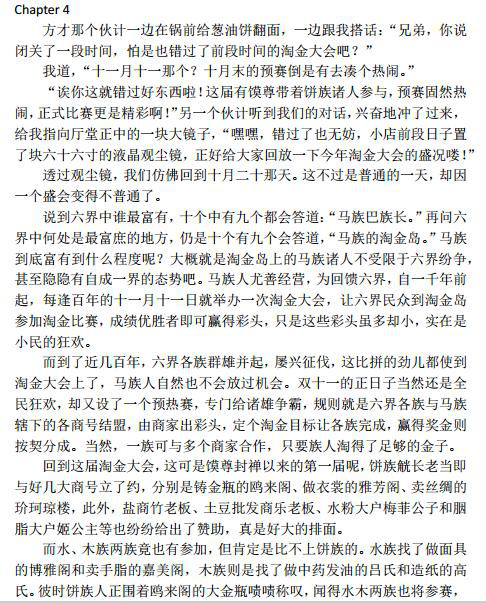 Chapter 4
方才那个伙计一边在锅前给葱油饼翻面，一边跟我搭话：“兄弟，你说
闭关了一段时间，怕是也错过了前段时间的淘金大会吧？”
我道，“十一月十一那个？十月末的预赛倒是有去凑个热闹。”
“诶你这就错过好东西啦！这届有馍尊带着饼族诸人参与，预赛固然热
闹，正式比赛更是精彩啊！”另一个伙计听到我们的对话，兴奋地冲了过来，
给我指向厅堂正中的一块大镜子，“嘿嘿，错过了也无妨，小店前段日子置
了块六十六寸的液晶观尘镜，正好给大家回放一下今年淘金大会的盛况喽！”
透过观尘镜，我们仿佛回到十月二十那天。这不过是普通的一天，却因
一个盛会变得不普通了。
说到六界中谁最富有，十个中有九个都会答道：“马族巴族长。”再问六
界中何处是最富庶的地方，仍是十个有九个会答道，“马族的淘金岛。”马族
到底富有到什么程度呢？大概就是淘金岛上的马族诸人不受限于六界纷争，
甚至隐隐有自成一界的态势吧。马族人尤善经营，为回馈六界，自一千年前
起，每逢百年的十一月十一日就举办一次淘金大会，让六界民众到淘金岛
参加淘金比赛，成绩优胜者即可赢得彩头，只是这些彩头虽多却小，实在是
小民的狂欢。
而到了近几百年，六界各族群雄并起，屡兴征伐，这比拼的劲儿都使到
淘金大会上了，马族人自然也不会放过机会。双十一的正日子当然还是全
民狂欢，却又设了一个预热赛，专门给诸雄争霸，规则就是六界各族与马族
辖下的各商号结盟，由商家出彩头，定个淘金目标让各族完成，赢得奖金则
按契分成。当然，一族可与多个商家合作，只要族人淘得了足够的金子。
回到这届淘金大会，这可是馍尊封禅以来的第一届呢，饼族毓长老当即
与好几大商号立了约，分别是铸金瓶的鸥来阁、做衣裳的雅芳阁、卖丝绸的
玠珂琼楼，此外，盐商竹老板、土豆批发商乐老板、水粉大户梅菲公子和胭
脂大户姬公主等也纷纷给出了赞助，真是好大的排面。
而水、木族两族竟也有参加，但肯定是比不上饼族的。水族找了做面具
的博雅阁和卖手脂的嘉美阁，木族则是找了做中药发油的吕氏和造纸的高
氏。彼时饼族人正围着鸥来阁的大金瓶啧啧称叹，闻得水木两族也将参赛，